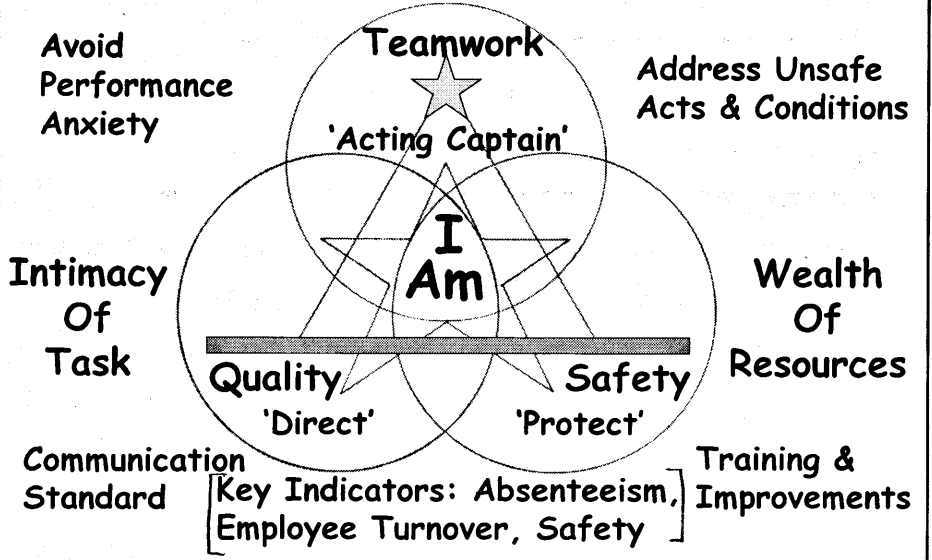 Teamwork
Avoid
Performance
Anxiety
Address Unsafe
Acts & Conditions
'Acting Captain'
I
Am
Intimacy
Of
Task
Wealth
Of
Resources
Quality
'Direct'
Safety
'Protect'
Communication
Standard
Key Indicators: Absenteeism,
Employee Turnover, Safety
Training &
Improvements